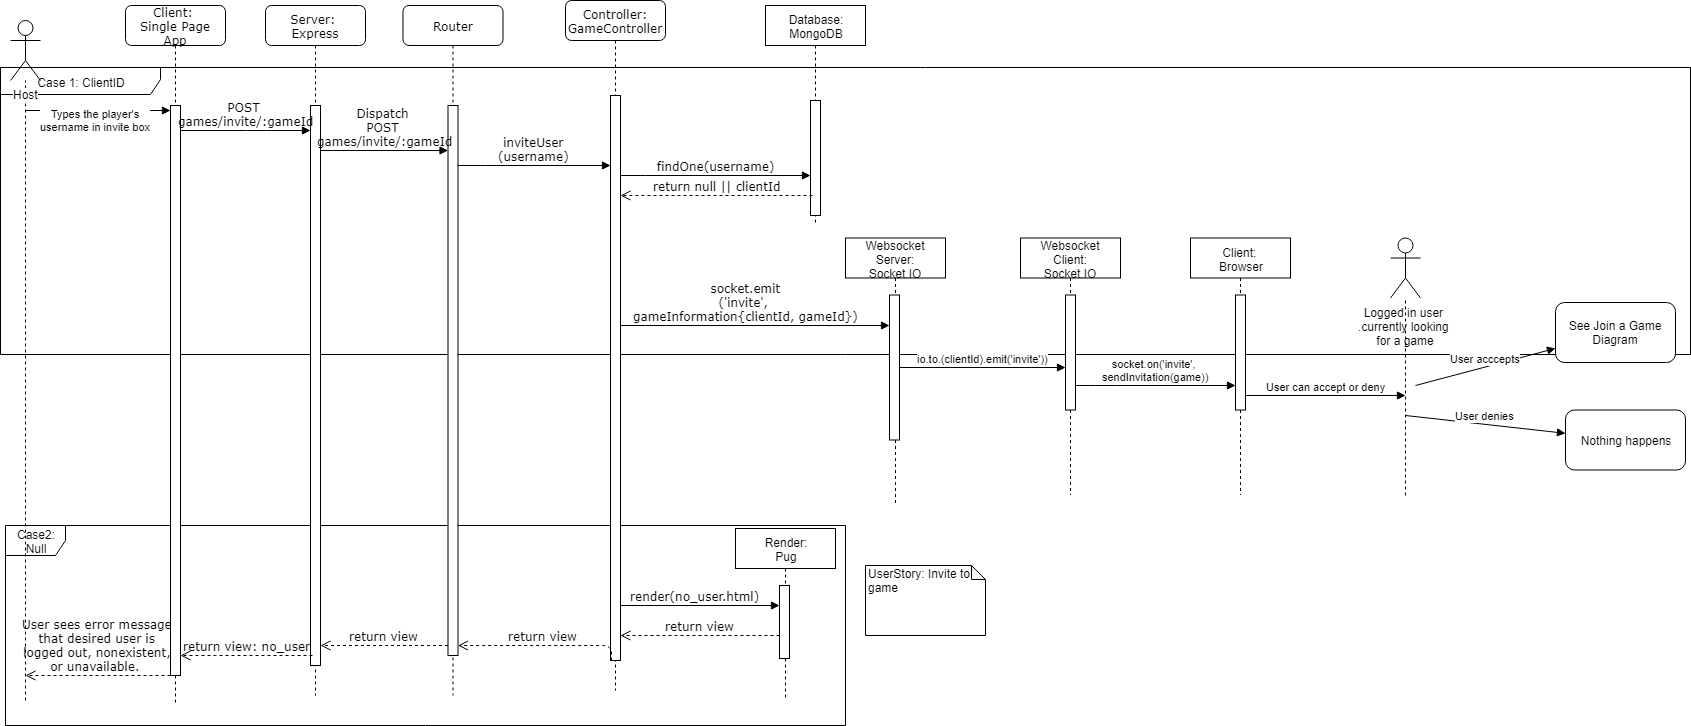 Client:
Single Page
App
Server:
Express
Router
Controller:
GameController
Database:
MongoDB
Case 1: ClientID
Host
Types the player's
username in invite box
POST
games/invite/:gameId
Dispatch
POST
games/invite/:gameId
inviteUser
(username)
findOne(username)
return null || clientId
Websocket
Server:
Socket IO
Websocket
Client:
Socket IO
Client:
Browser
socket.emit
('invite',
gameInformation{clientId, gameId})
Logged in user
.currently looking
for a game
See Join a Game
Diagram
io.to.(clientId).emit('invite'))
socket.on('invite',
sendInvitation(game))
User can accept or deny
User acccepts
User denies
Nothing happens
Case2:
Null
Render:
Pug
UserStory: Invite to
game
render(no_user.html)
return view
return view
return view
return view: no_user
User sees error message
that desired user is
logged out, nonexistent,
or unavailable.